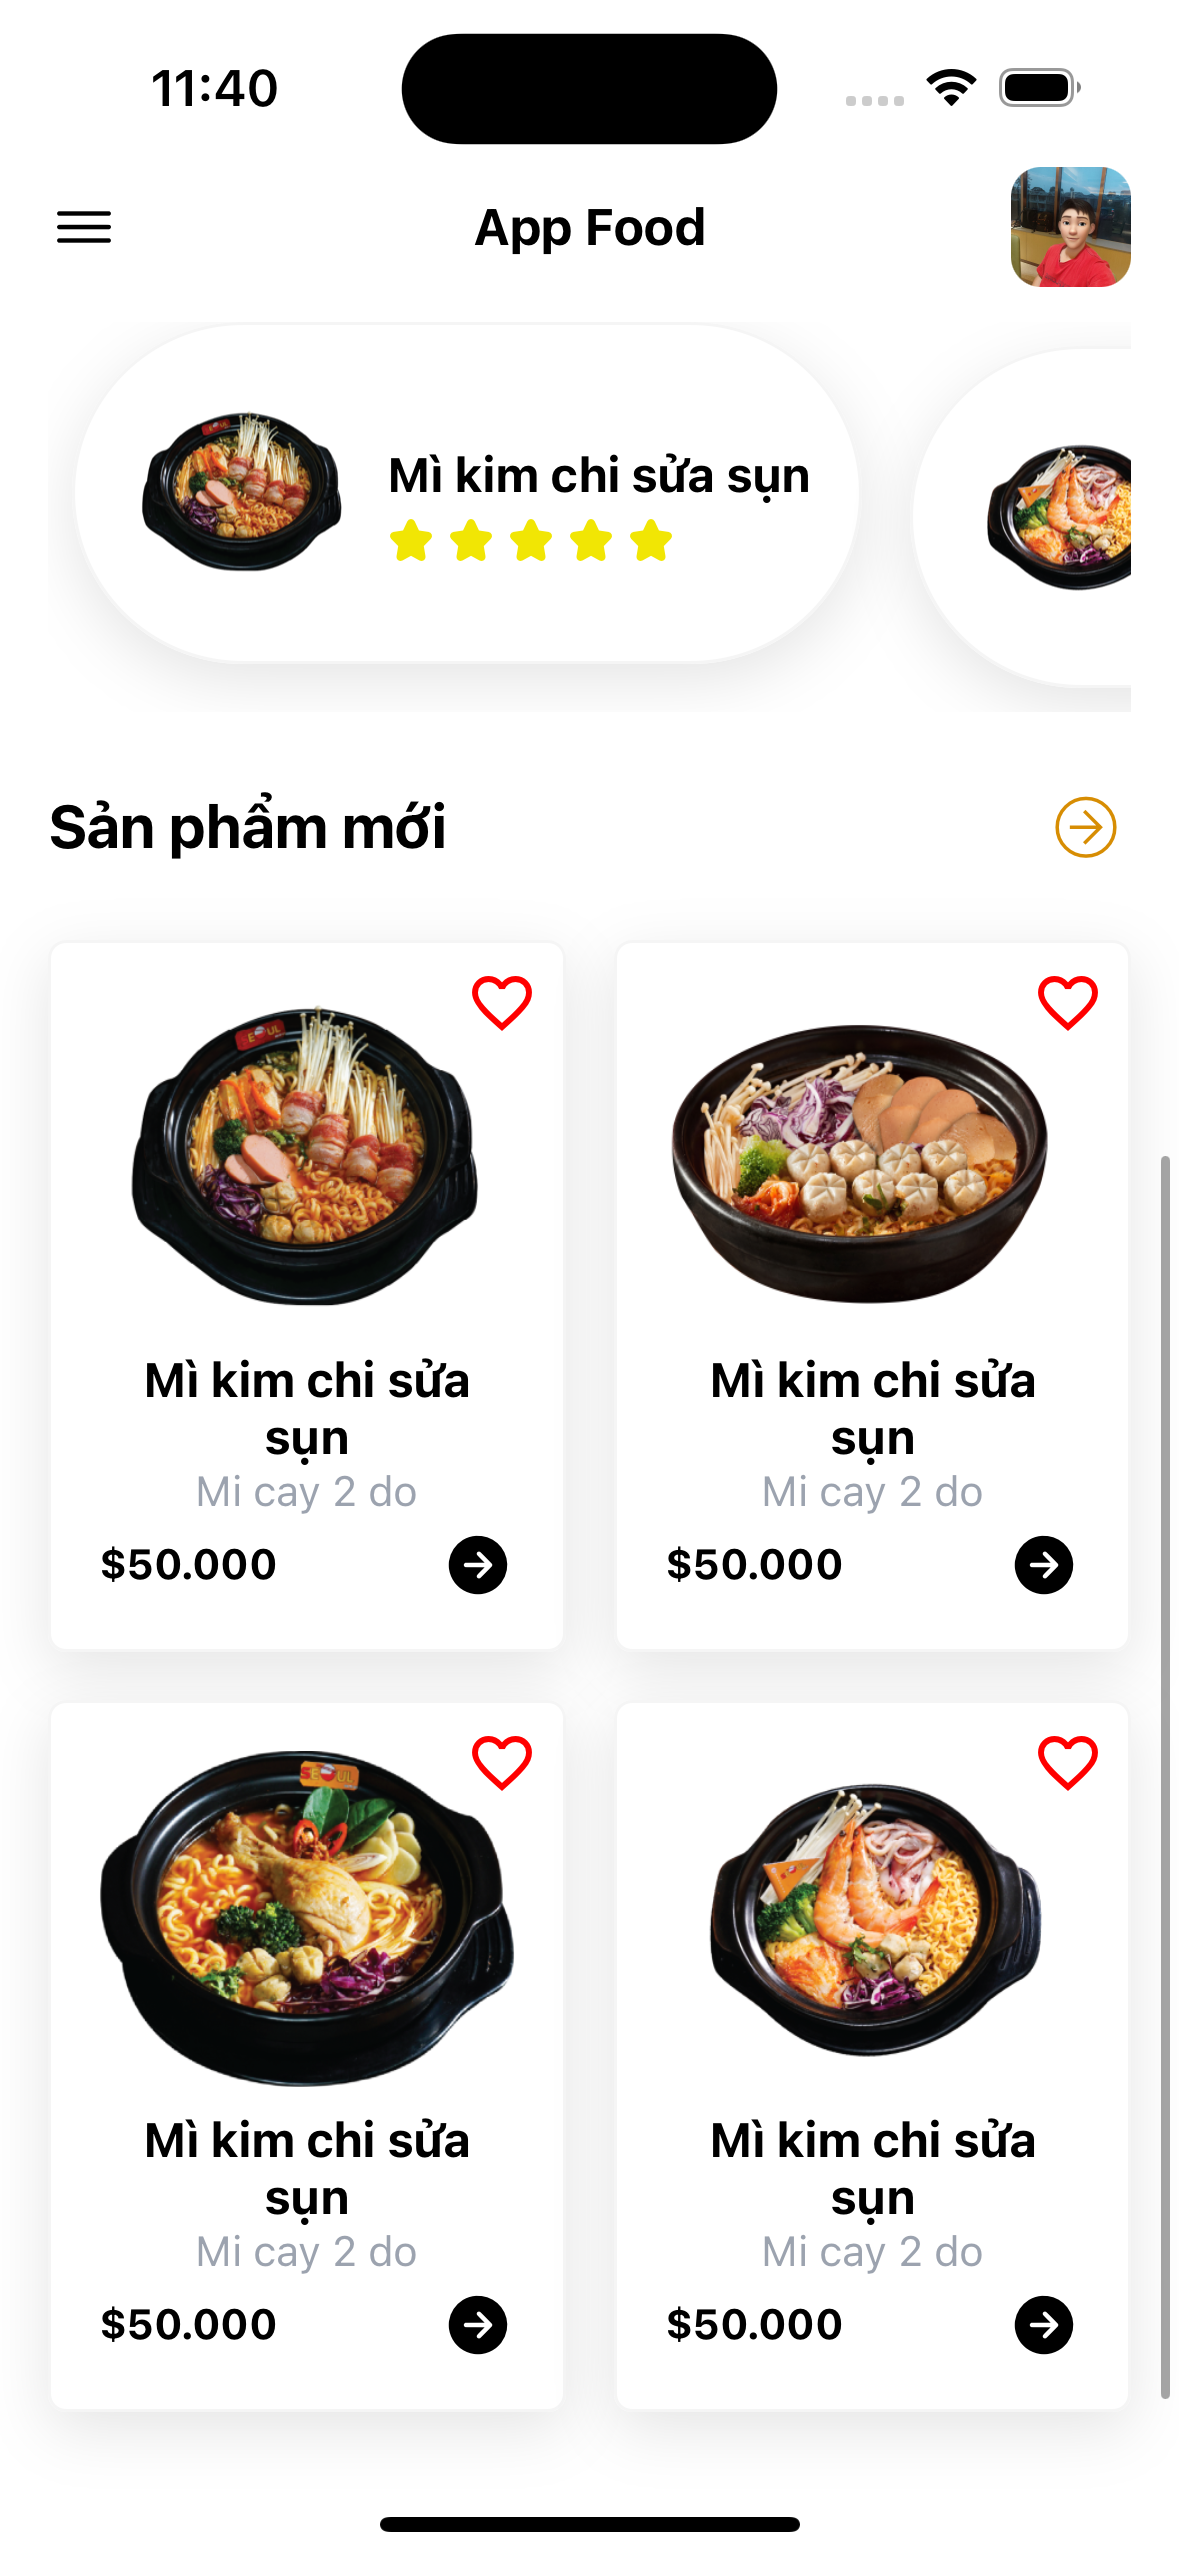 11:40
App Food
Mì kim chi sửa sụn
Sản phẩm mới
SEOUL
Mì kim chi sửa
sụn
Mi cay 2 do
$50.000
Mì kim chi sửa
sụn
Mi cay 2 do
$50.000
SEOUL
Mì kim chi sửa
sụn
Mi cay 2 do
$50.000
Mì kim chi sửa
sụn
Mi cay 2 do
$50.000